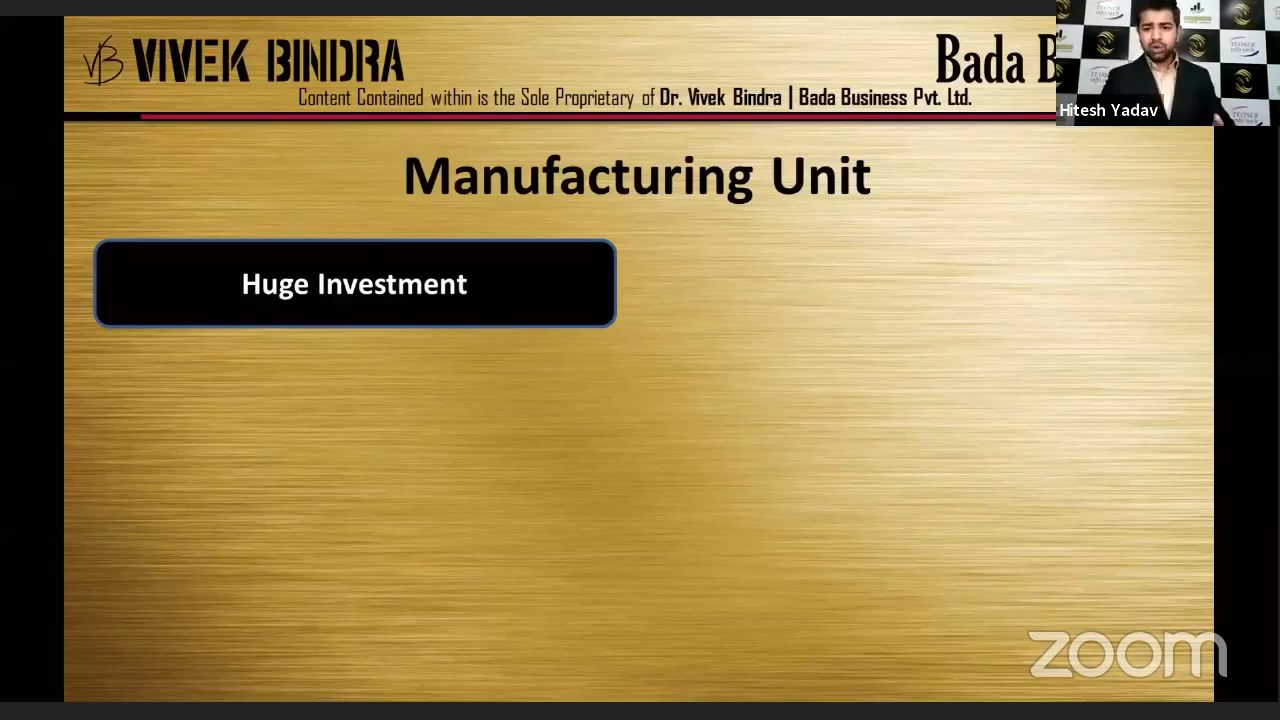 VIVEK BINDRA
Bada B
Content Contained within is the Sole Proprietary of Dr. Vivek Bindra | Bada Business Pvt. Ltd.
Hitesh Yadav
Manufacturing Unit
Huge Investment
zoom